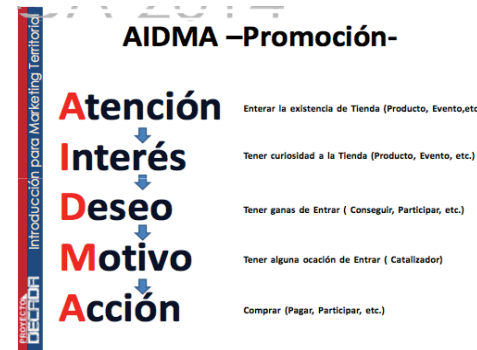 AIDMA –Promoción-
Atención
Enterar la existencia de Tienda (Producto, Evento,etc
Interés
Tener curiosidad a la Tienda (Producto, Evento, etc.)
Deseo
Tener ganas de Entrar ( Conseguir, Participar, etc.)
Motivo
Tener alguna ocación de Entrar ( Catalizador)
Acción
Comprar (Pagar, Participar, etc.)
Introducción para Marketing Territorial
PROYECTO
DECADA